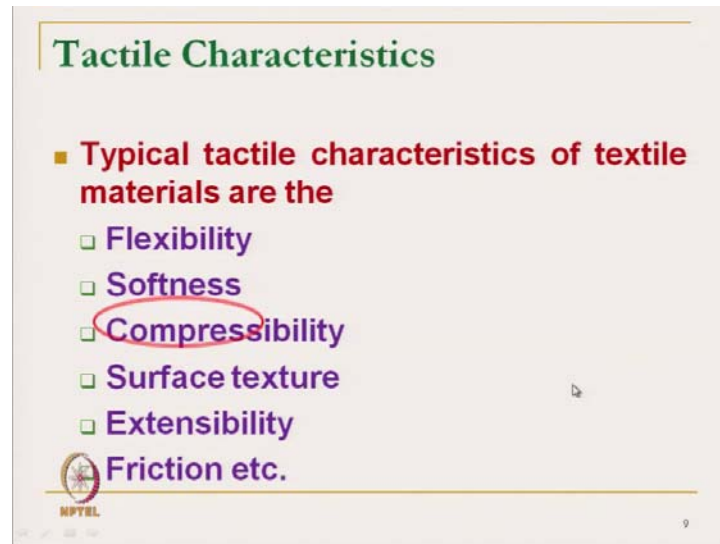 Tactile Characteristics
Typical tactile characteristics of textile
materials are the
Flexibility
Softness
Compressibility
Surface texture
Extensibility
Friction etc.
NPTEL
9